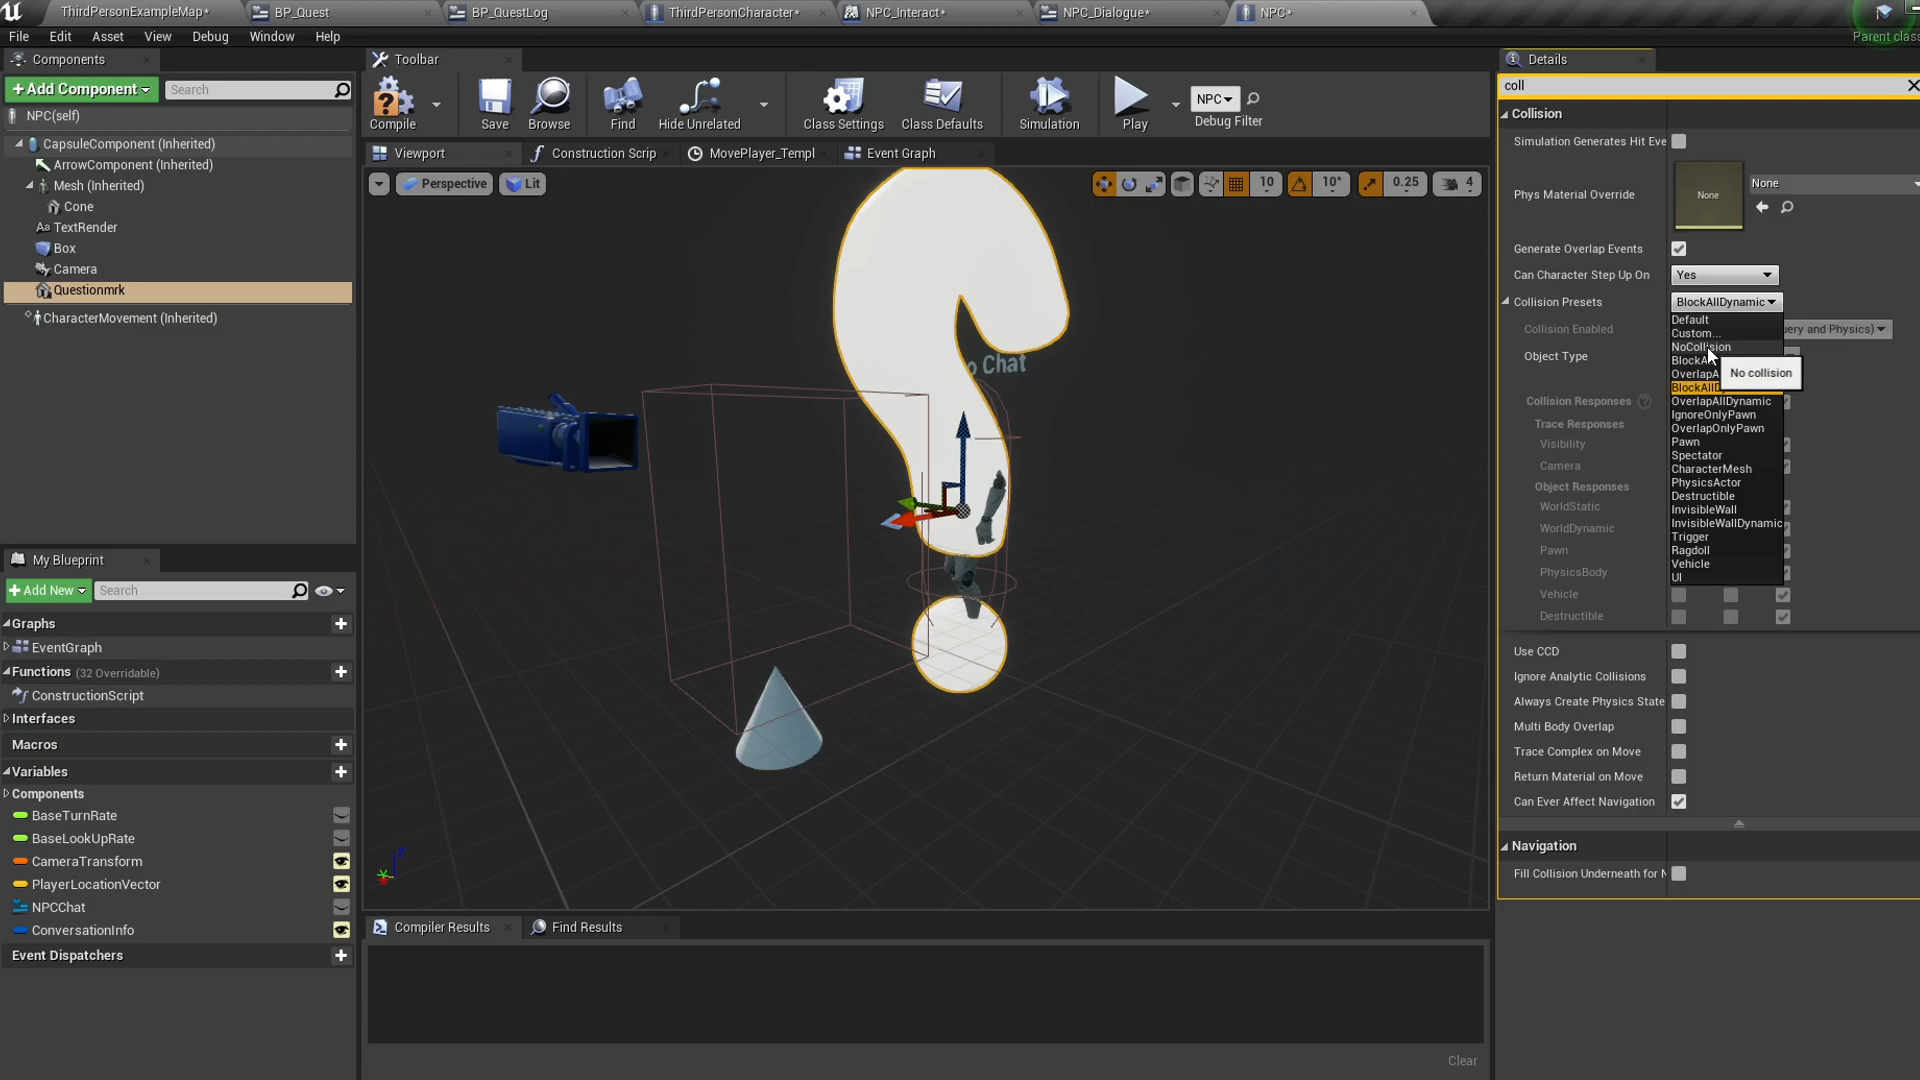 ThirdPersonExampleMap*
BP_Quest
BP_QuestLog
ThirdPersonCharacter*
NPC_Interact*
NPC_Dialogue*
NPC*
Parent class
File Edit Asset View Debug Window Help
Components
+Add Component
Search
NPC(self)
CapsuleComponent (Inherited)
ArrowComponent (Inherited)
Mesh (Inherited)
Cone
TextRender
Box
Camera
Questionmrk
CharacterMovement (Inherited)
My Blueprint
+Add New
Search
Graphs
EventGraph
Functions (32 Overridable)
ConstructionScript
Interfaces
Macros
Variables
Components
BaseTurnRate
BaseLookUpRate
CameraTransform
PlayerLocationVector
NPCChat
ConversationInfo
Event Dispatchers
Toolbar
Compile
Save
Browse
Find
Hide Unrelated
Class Settings
Class Defaults
Simulation
Play
NPC
Debug Filter
Viewport
Construction Scrip
MovePlayer_Templ
Event Graph
Perspective
Lit
10
10°
0.25
4
o Chat
Z
Compiler Results
Find Results
Clear
Details
coll
Collision
Simulation Generates Hit Eve
Phys Material Override
None
None
Generate Overlap Events
Can Character Step Up On
Yes
Collision Presets
BlockAllDynamic
Collision Enabled
uery and Physics)
Object Type
Collision Responses
Trace Responses
Visibility
Camera
Object Responses
WorldStatic
WorldDynamic
Pawn
PhysicsBody
Vehicle
Destructible
Default
Custom...
NoCollision
BlockA
OverlapA
BlockAllD
OverlapAllDynamic
IgnoreOnlyPawn
OverlapOnlyPawn
Pawn
Spectator
CharacterMesh
PhysicsActor
Destructible
InvisibleWall
InvisibleWallDynamic
Trigger
Ragdoll
Vehicle
UI
No collision
Use CCD
Ignore Analytic Collisions
Always Create Physics State
Multi Body Overlap
Trace Complex on Move
Return Material on Move
Can Ever Affect Navigation
Navigation
Fill Collision Underneath for N